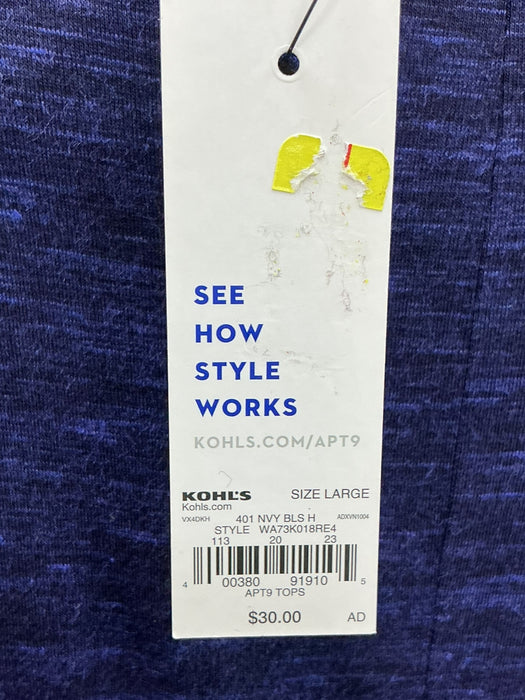 SEE
HOW
STYLE
WORKS
KOHLS.COM/APT9
KOHL'S SIZE LARGE
Kohls.com
VX4DKH 401 NVY BLS H ADXVN1004
STYLE WA73K018RE4
113 20 23
4 00380 91910 5
APT9 TOPS
$30.00 AD